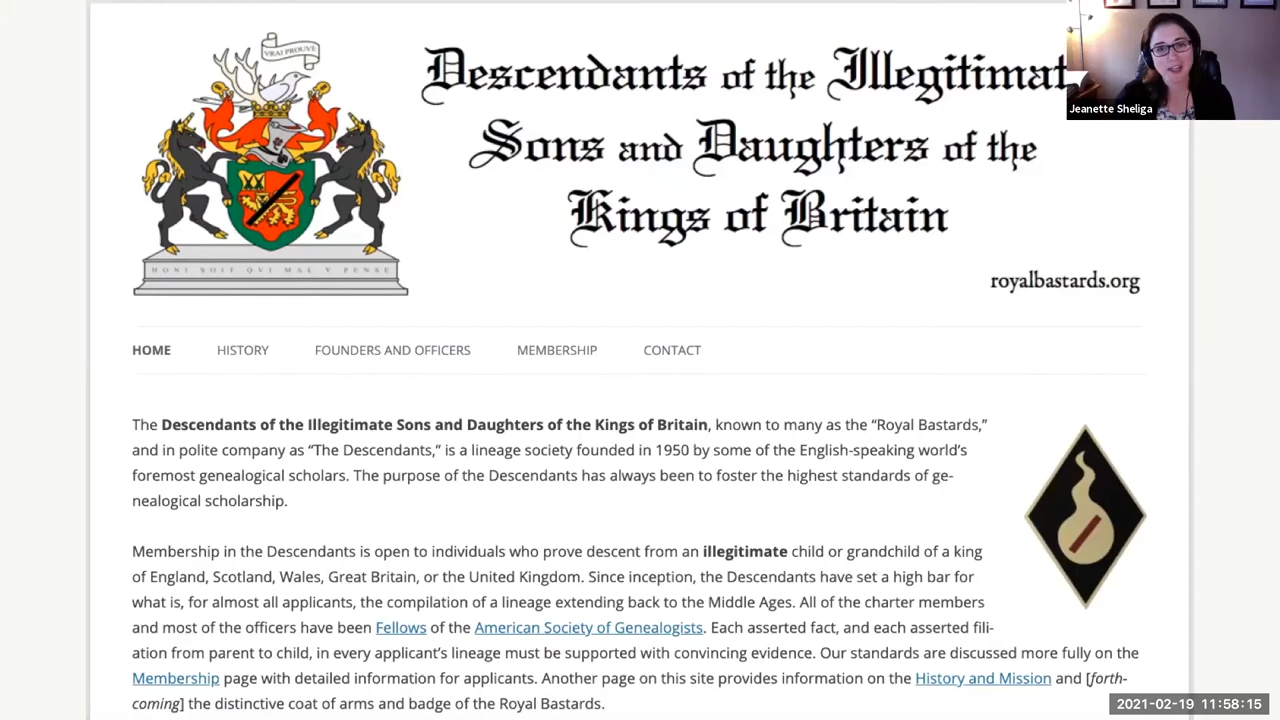 VRAI PROUVÉ
Descendants of the Illegitimat
Sons and Daughters of the
Kings of Britain
HONI SOIT QVI MAL Y PENSE
royalbastards.org
Jeanette Sheliga
HOME HISTORY FOUNDERS AND OFFICERS MEMBERSHIP CONTACT
The Descendants of the Illegitimate Sons and Daughters of the Kings of Britain, known to many as the “Royal Bastards,”
and in polite company as “The Descendants,” is a lineage society founded in 1950 by some of the English-speaking world’s
foremost genealogical scholars. The purpose of the Descendants has always been to foster the highest standards of ge-
nealogical scholarship.
Membership in the Descendants is open to individuals who prove descent from an illegitimate child or grandchild of a king
of England, Scotland, Wales, Great Britain, or the United Kingdom. Since inception, the Descendants have set a high bar for
what is, for almost all applicants, the compilation of a lineage extending back to the Middle Ages. All of the charter members
and most of the officers have been Fellows of the American Society of Genealogists. Each asserted fact, and each asserted fili-
ation from parent to child, in every applicant’s lineage must be supported with convincing evidence. Our standards are discussed more fully on the
Membership page with detailed information for applicants. Another page on this site provides information on the History and Mission and [forth-
coming] the distinctive coat of arms and badge of the Royal Bastards.
2021-02-19 11:58:15